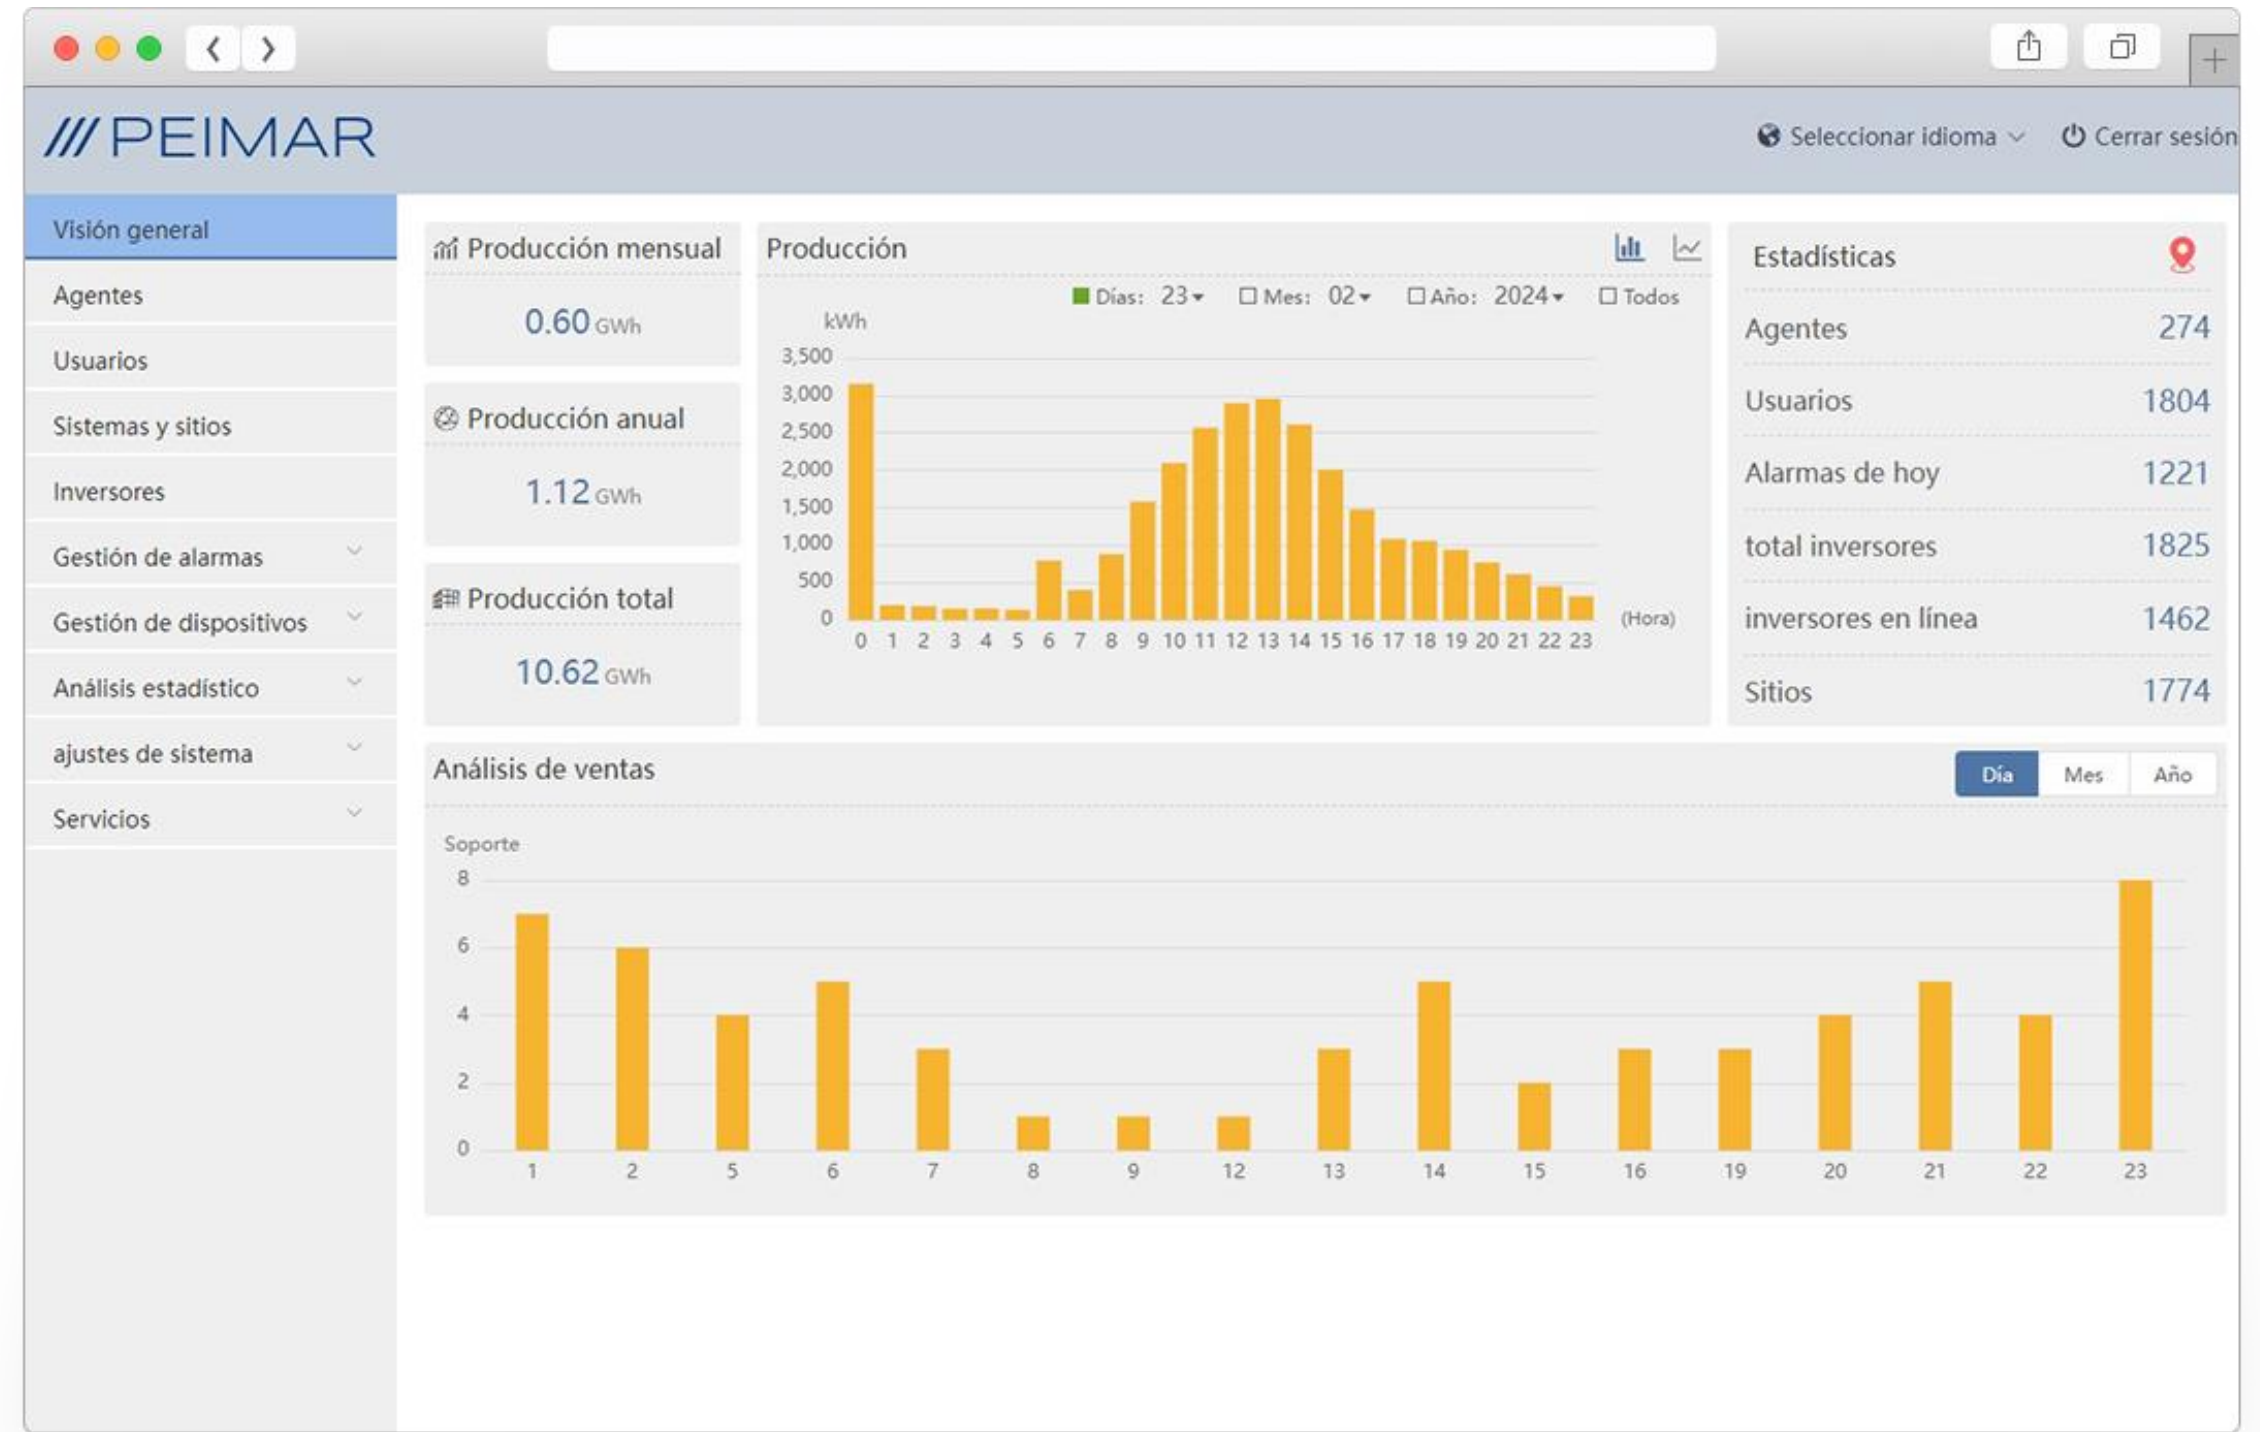 ///PEIMAR
Seleccionar idioma
Cerrar sesión
Visión general
Agentes
Usuarios
Sistemas y sitios
Inversores
Gestión de alarmas
Gestión de dispositivos
Análisis estadístico
ajustes de sistema
Servicios
Producción mensual
0.60 GWh
Producción anual
1.12 GWh
Producción total
10.62 GWh
Producción
Días: 23 Mes: 02 Año: 2024 Todos
kWh
3,500
3,000
2,500
2,000
1,500
1,000
500
0
0 1 2 3 4 5 6 7 8 9 10 11 12 13 14 15 16 17 18 19 20 21 22 23
(Hora)
Estadísticas
Agentes 274
Usuarios 1804
Alarmas de hoy 1221
total inversores 1825
inversores en línea 1462
Sitios 1774
Análisis de ventas
Día Mes Año
Soporte
8
6
4
2
0
1 2 5 6 7 8 9 12 13 14 15 16 19 20 21 22 23